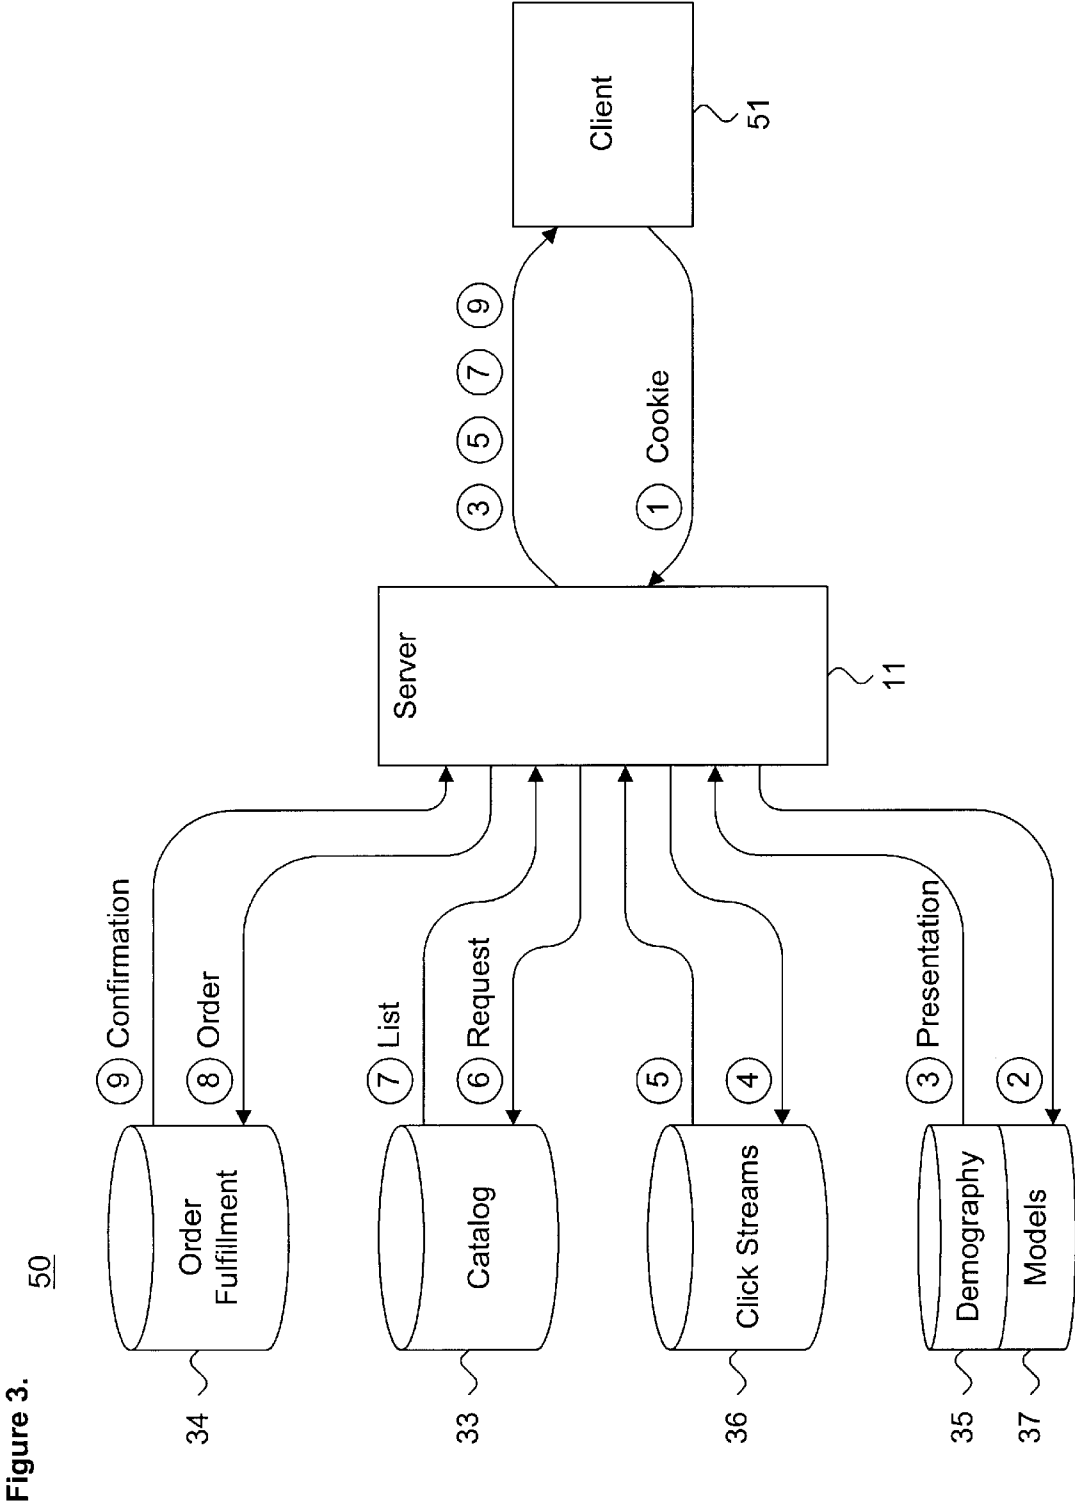 Figure 3.
50
9 Confirmation
8 Order
Order
Fulfillment
34
7 List
6 Request
Catalog
33
5
4
Click Streams
36
3 Presentation
2
Demography
Models
35
37
Server
11
3 5 7 9
1 Cookie
Client
51